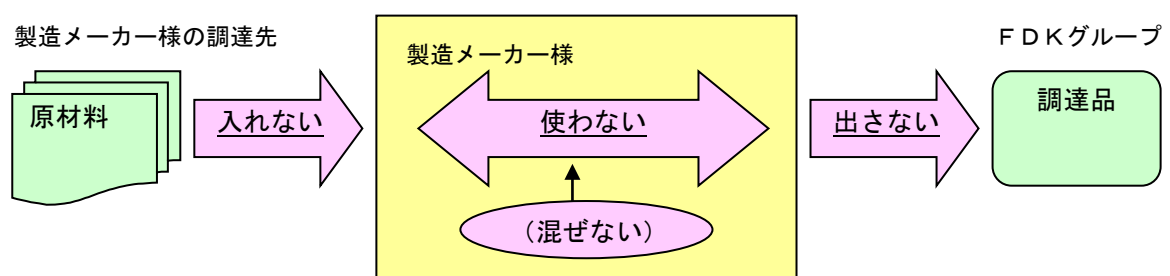 製造メーカー様の調達先
原材料
入れない
製造メーカー様
使わない
（混ぜない）
出さない
ＦＤＫグループ
調達品